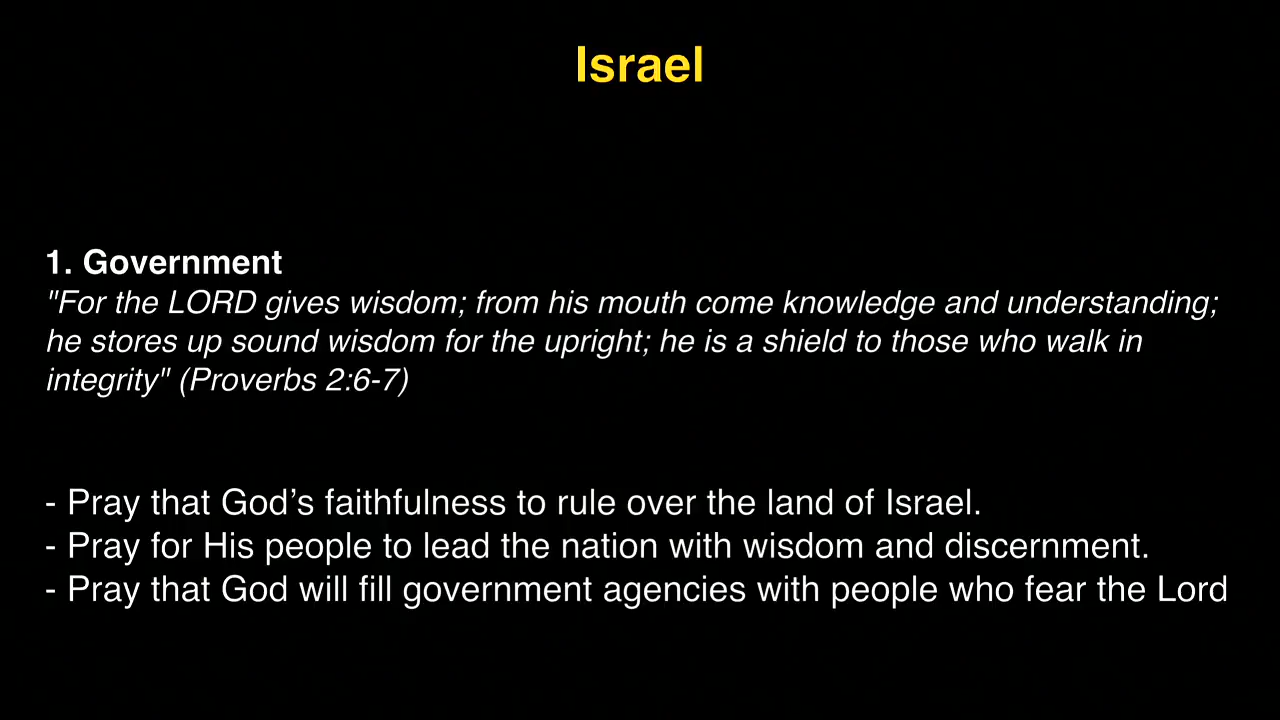 Israel
1. Government
"For the LORD gives wisdom; from his mouth come knowledge and understanding;
he stores up sound wisdom for the upright; he is a shield to those who walk in
integrity" (Proverbs 2:6-7)
- Pray that God’s faithfulness to rule over the land of Israel.
- Pray for His people to lead the nation with wisdom and discernment.
- Pray that God will fill government agencies with people who fear the Lord